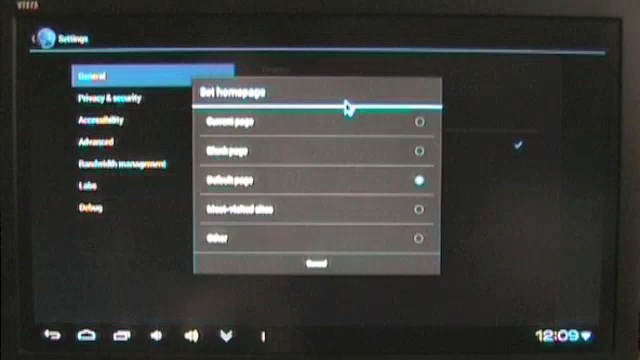 Settings
General
Set homepage
Privacy & security
Current page
Accessibility
Advanced
Blank page
Bandwidth management
Default page
Labs
Debug
Most-visited sites
Other
Cancel
12:09